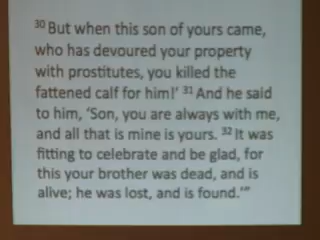 ³⁰ But when this son of yours came,
who has devoured your property
with prostitutes, you killed the
fattened calf for him!' ³¹ And he said
to him, 'Son, you are always with me,
and all that is mine is yours. ³² It was
fitting to celebrate and be glad, for
this your brother was dead, and is
alive; he was lost, and is found.'"